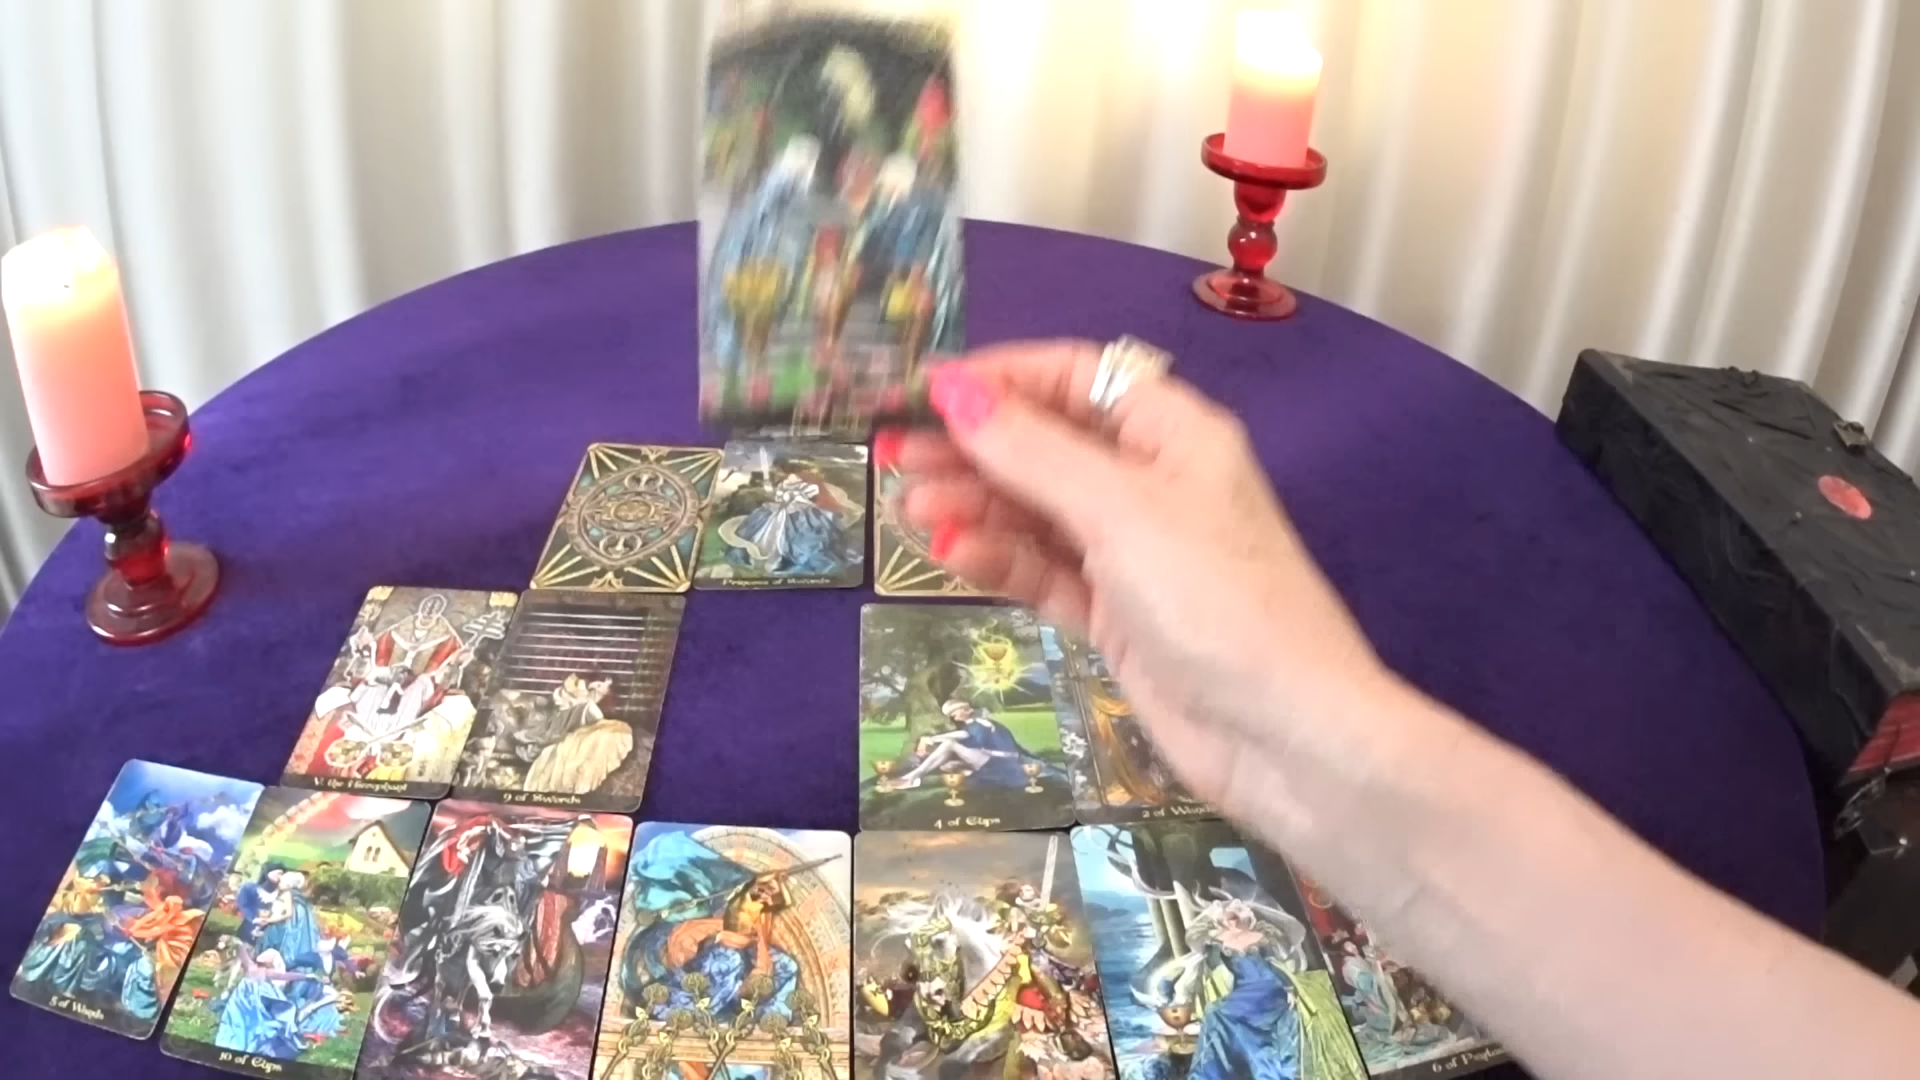 Princess of Swords
V. the Hierophant
9 of Swords
4 of Cups
2 of Wands
5 of Wands
10 of Cups
6 of